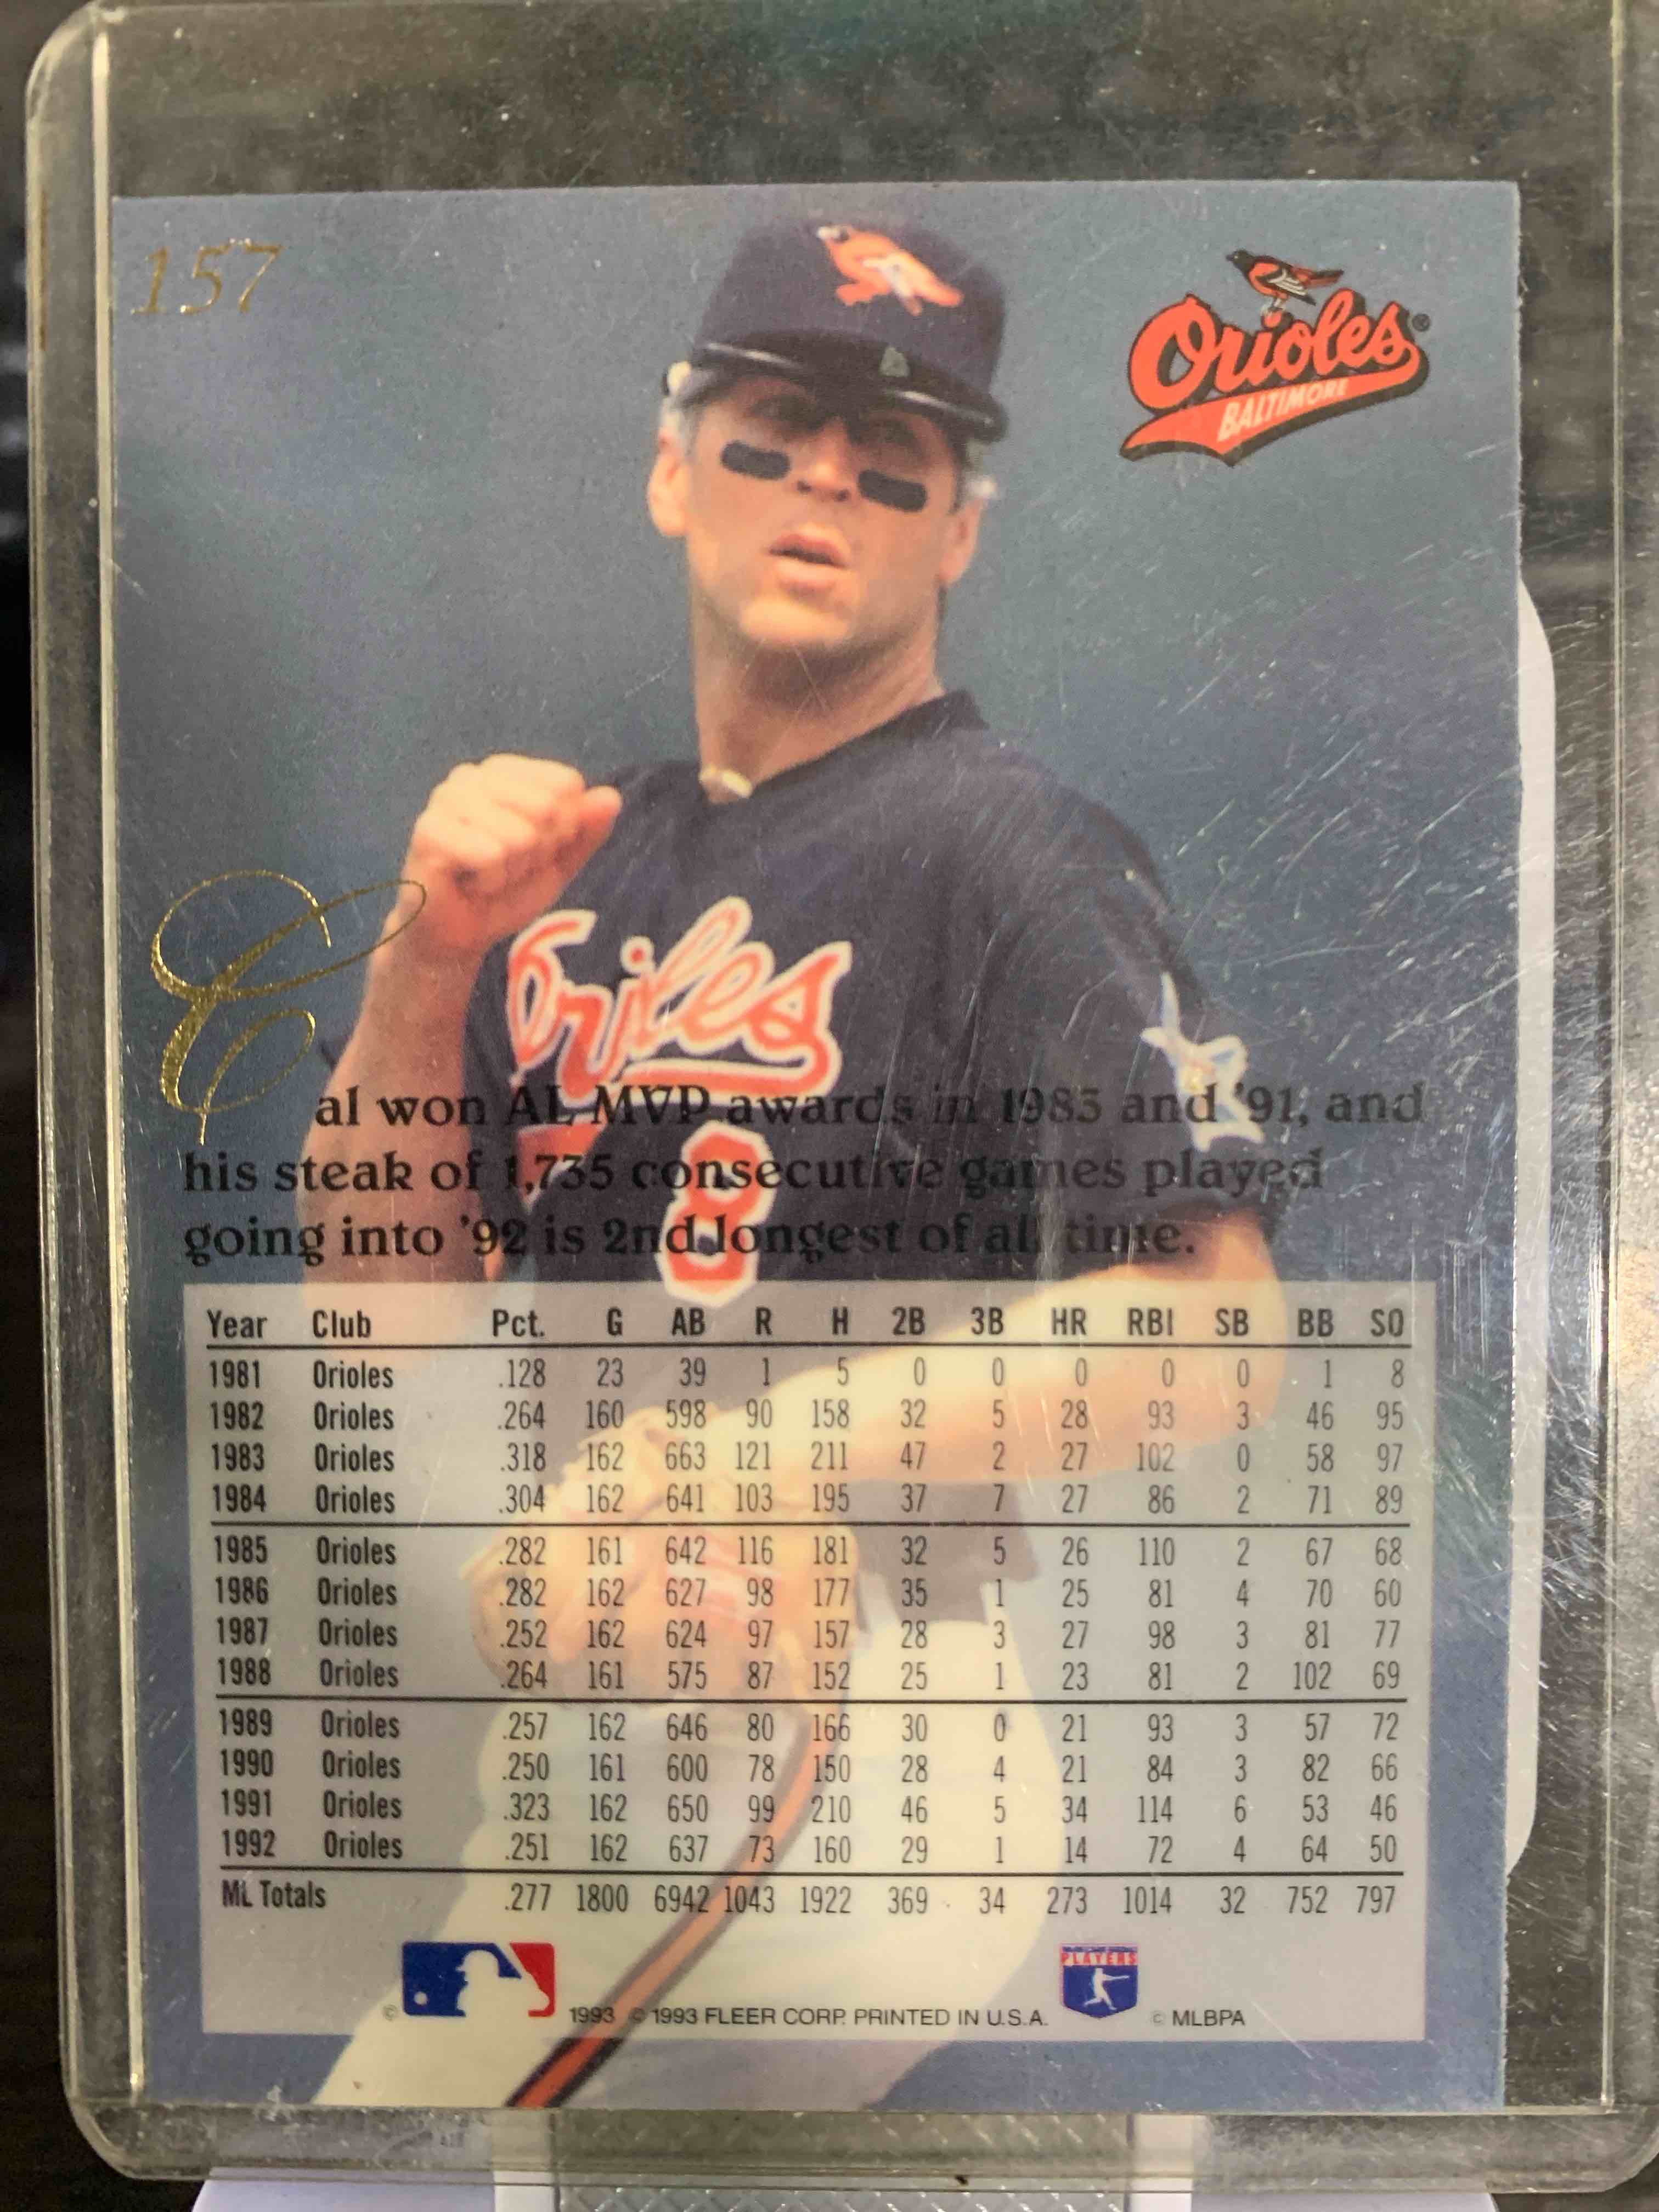 157
Orioles®
BALTIMORE
Orioles
8
Cal won AL MVP awards in 1983 and '91, and
his steak of 1,735 consecutive games played
going into '92 is 2nd longest of all time.
Year Club Pct. G AB R H 2B 3B HR RBI SB BB SO
1981 Orioles .128 23 39 1 5 0 0 0 0 0 1 8
1982 Orioles .264 160 598 90 158 32 5 28 93 3 46 95
1983 Orioles .318 162 663 121 211 47 2 27 102 0 58 97
1984 Orioles .304 162 641 103 195 37 7 27 86 2 71 89
1985 Orioles .282 161 642 116 181 32 5 26 110 2 67 68
1986 Orioles .282 162 627 98 177 35 1 25 81 4 70 60
1987 Orioles .252 162 624 97 157 28 3 27 98 3 81 77
1988 Orioles .264 161 575 87 152 25 1 23 81 2 102 69
1989 Orioles .257 162 646 80 166 30 0 21 93 3 57 72
1990 Orioles .250 161 600 78 150 28 4 21 84 3 82 66
1991 Orioles .323 162 650 99 210 46 5 34 114 6 53 46
1992 Orioles .251 162 637 73 160 29 1 14 72 4 64 50
ML Totals .277 1800 6942 1043 1922 369 34 273 1014 32 752 797
PLAYERS
© 1993 © 1993 FLEER CORP. PRINTED IN U.S.A. © MLBPA